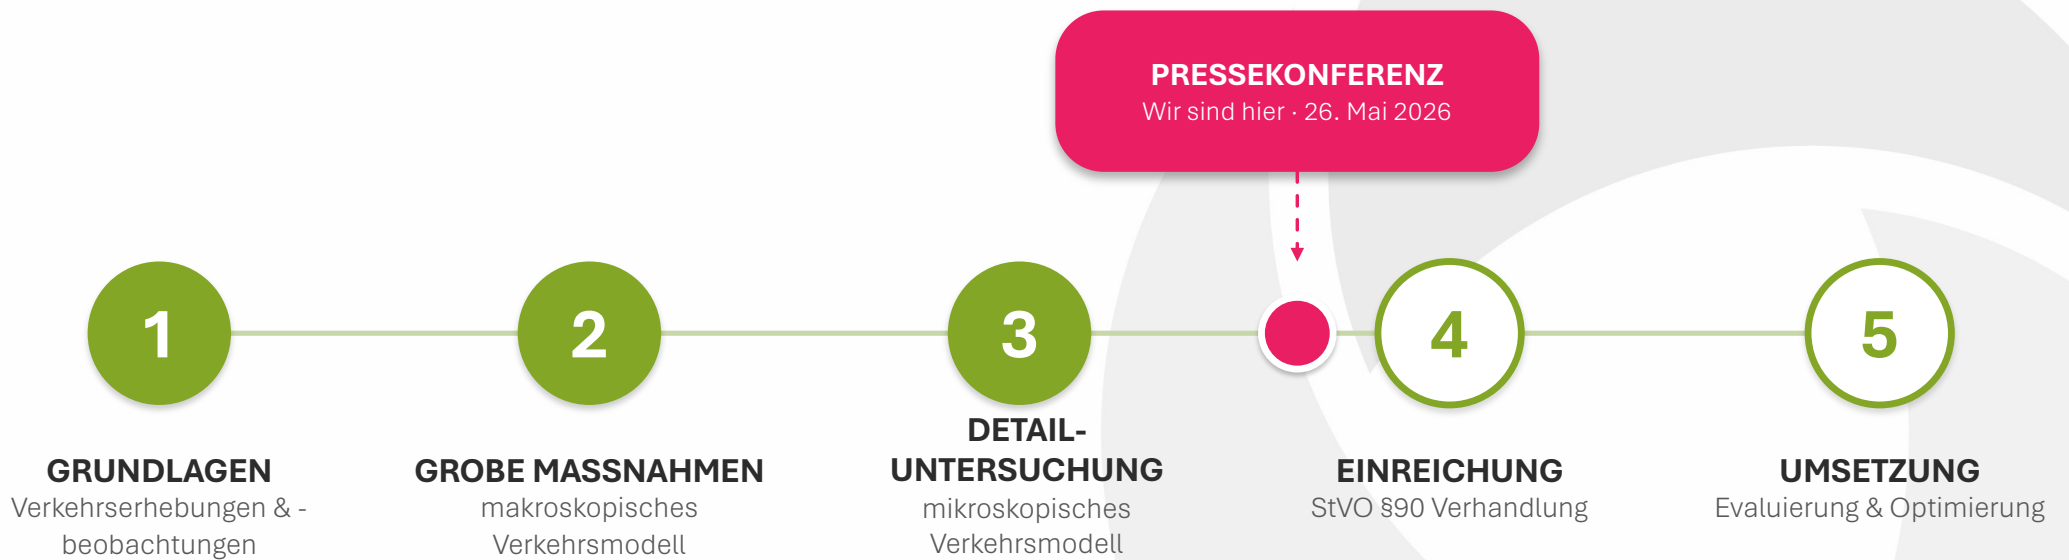 PRESSEKONFERENZ
Wir sind hier · 26. Mai 2026
1
2
3
4
5
GRUNDLAGEN
Verkehrserhebungen & -
beobachtungen
GROBE MASSNAHMEN
makroskopisches
Verkehrsmodell
DETAIL-
UNTERSUCHUNG
mikroskopisches
Verkehrsmodell
EINREICHUNG
StVO §90 Verhandlung
UMSETZUNG
Evaluierung & Optimierung